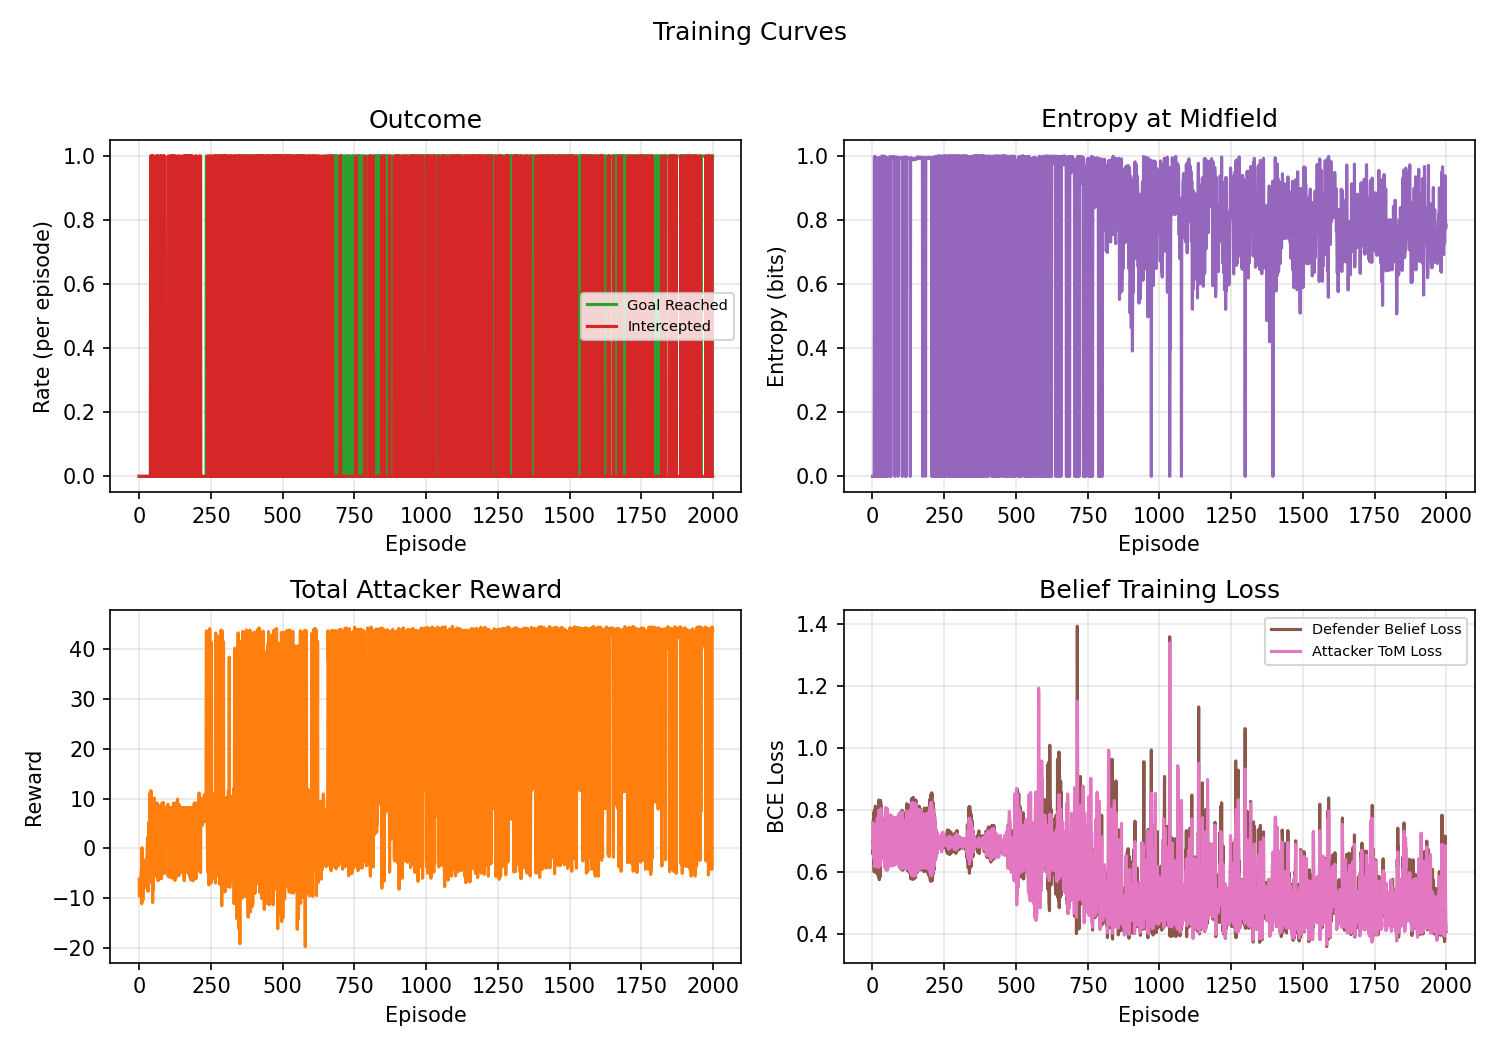 Training Curves
Outcome
Rate (per episode)
1.0
0.8
0.6
0.4
0.2
0.0
Goal Reached
Intercepted
0 250 500 750 1000 1250 1500 1750 2000
Episode
Entropy at Midfield
Entropy (bits)
1.0
0.8
0.6
0.4
0.2
0.0
0 250 500 750 1000 1250 1500 1750 2000
Episode
Total Attacker Reward
Reward
40
30
20
10
0
−10
−20
0 250 500 750 1000 1250 1500 1750 2000
Episode
Belief Training Loss
BCE Loss
1.4
1.2
1.0
0.8
0.6
0.4
Defender Belief Loss
Attacker ToM Loss
0 250 500 750 1000 1250 1500 1750 2000
Episode